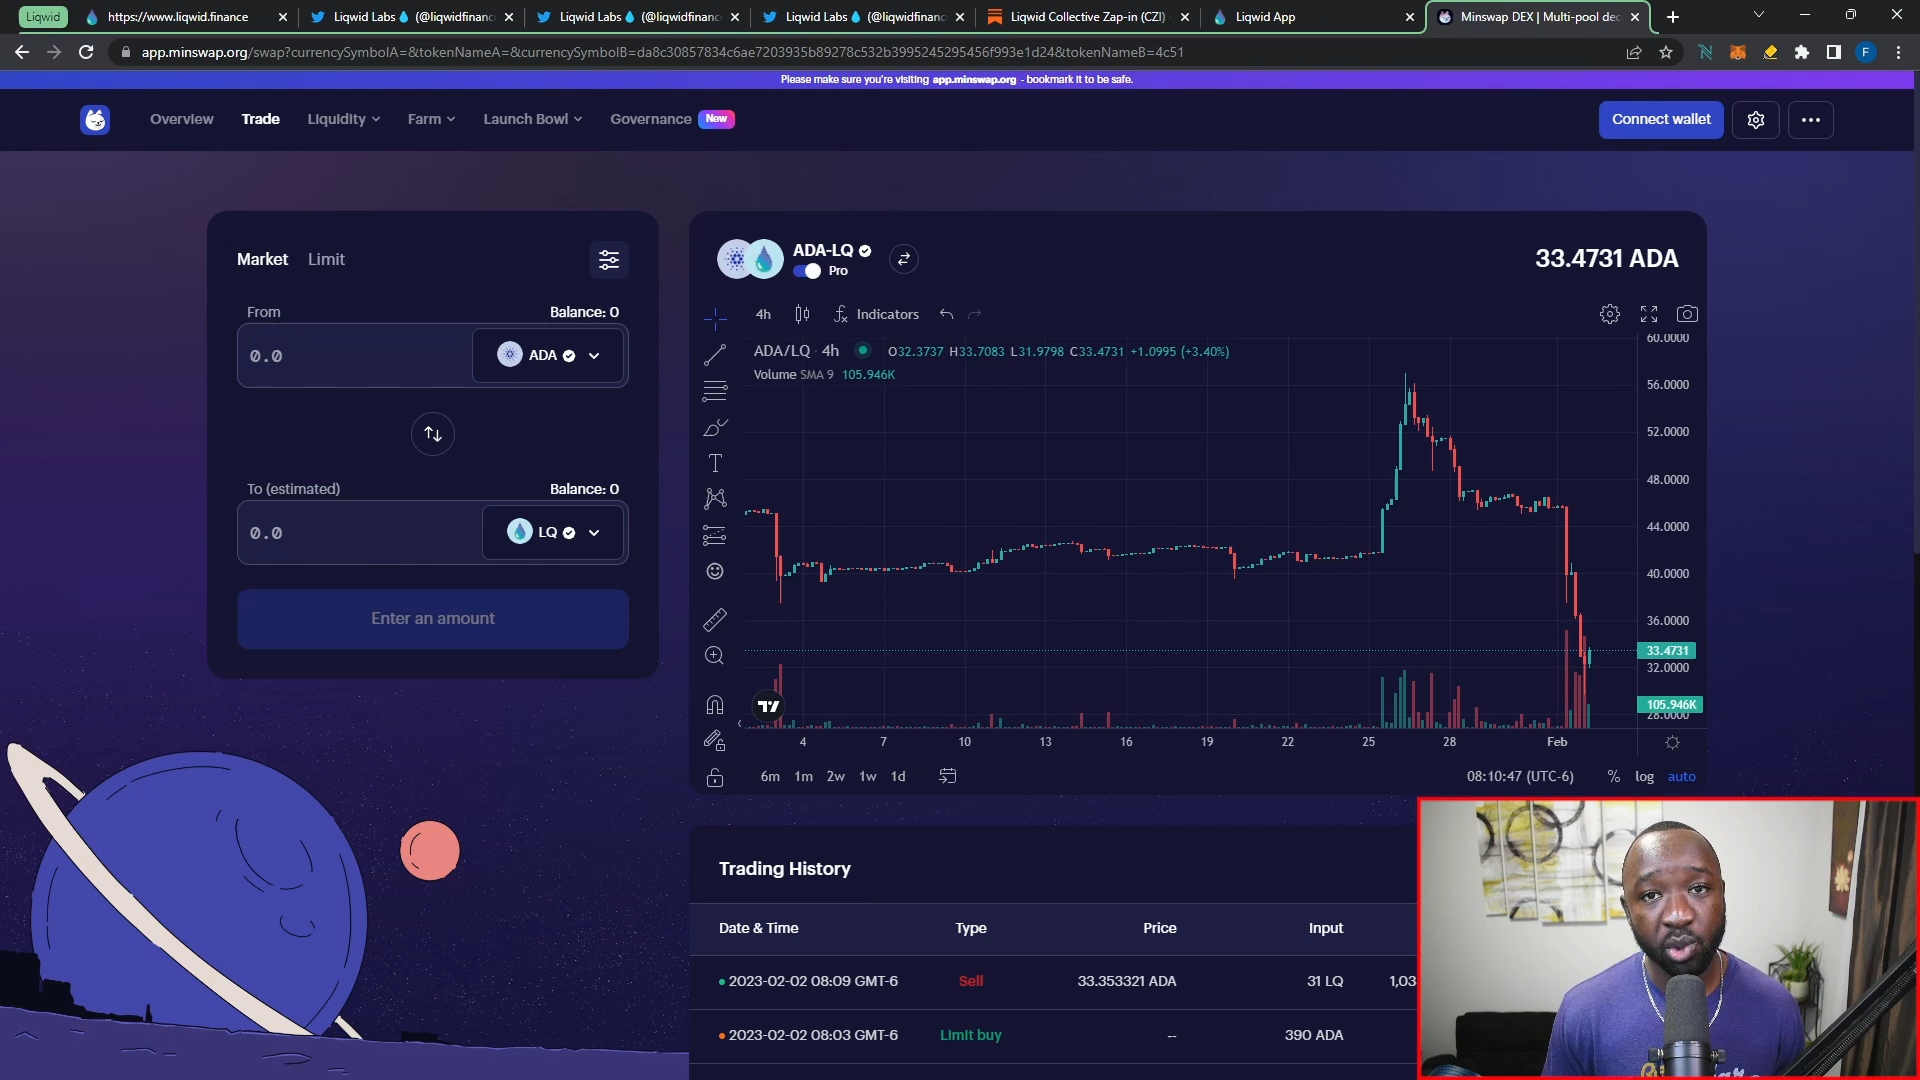 Liqwid
https://www.liqwid.finance
Liqwid Labs💧 (@liqwidfinanc
Liqwid Labs💧 (@liqwidfinanc
Liqwid Labs💧 (@liqwidfinanc
Liqwid Collective Zap-in (CZI)
Liqwid App
Minswap DEX | Multi-pool dec
app.minswap.org/swap?currencySymbolA=&tokenNameA=&currencySymbolB=da8c30857834c6ae7203935b89278c532b3995245295456f993e1d24&tokenNameB=4c51
F
Please make sure you're visiting app.minswap.org - bookmark it to be safe.
Overview
Trade
Liquidity
Farm
Launch Bowl
Governance New
Connect wallet
Market Limit
From Balance: 0
0.0 ADA
To (estimated) Balance: 0
0.0 LQ
Enter an amount
ADA-LQ
Pro
33.4731 ADA
4h Indicators
ADA/LQ · 4h O32.3737 H33.7083 L31.9798 C33.4731 +1.0995 (+3.40%)
Volume SMA 9 105.946K
60.0000
56.0000
52.0000
48.0000
44.0000
40.0000
36.0000
33.4731
32.0000
105.946K
28.0000
4 7 10 13 16 19 22 25 28 Feb
6m 1m 2w 1w 1d
08:10:47 (UTC-6) % log auto
Trading History
Date & Time Type Price Input
2023-02-02 08:09 GMT-6 Sell 33.353321 ADA 31 LQ 1,03
2023-02-02 08:03 GMT-6 Limit buy -- 390 ADA